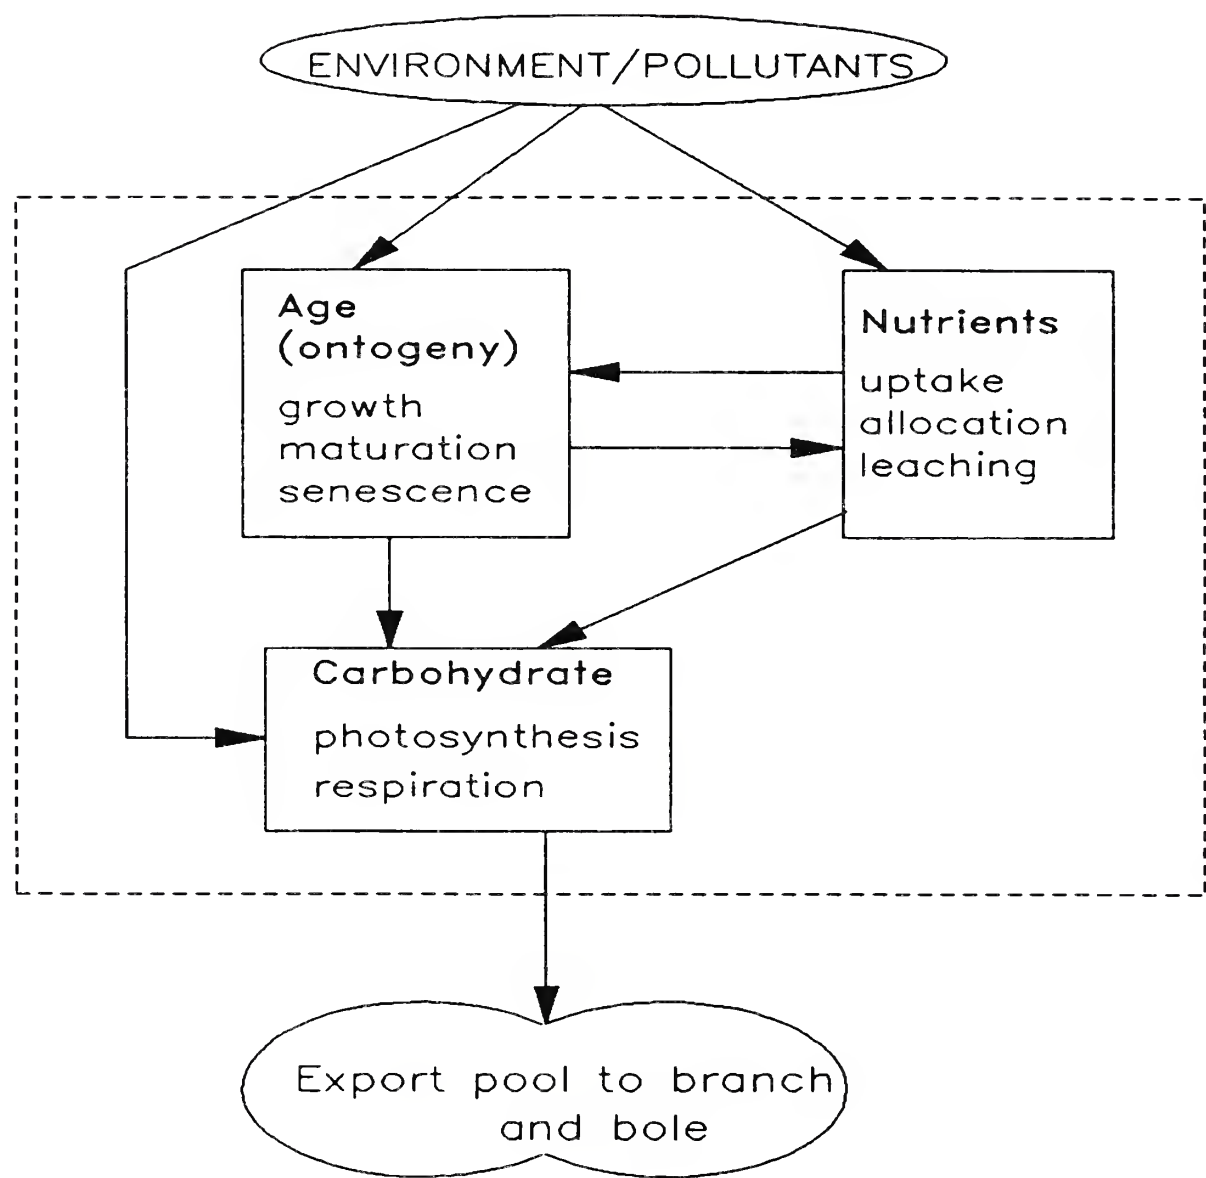 ENVIRONMENT/POLLUTANTS
Age
(ontogeny)
growth
maturation
senescence
Nutrients
uptake
allocation
leaching
Carbohydrate
photosynthesis
respiration
Export pool to branch
and bole